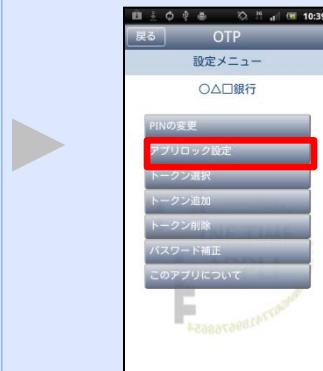 10:39
戻る OTP
設定メニュー
○△□銀行
PINの変更
アプリロック設定
トークン選択
トークン追加
トークン削除
パスワード補正
このアプリについて